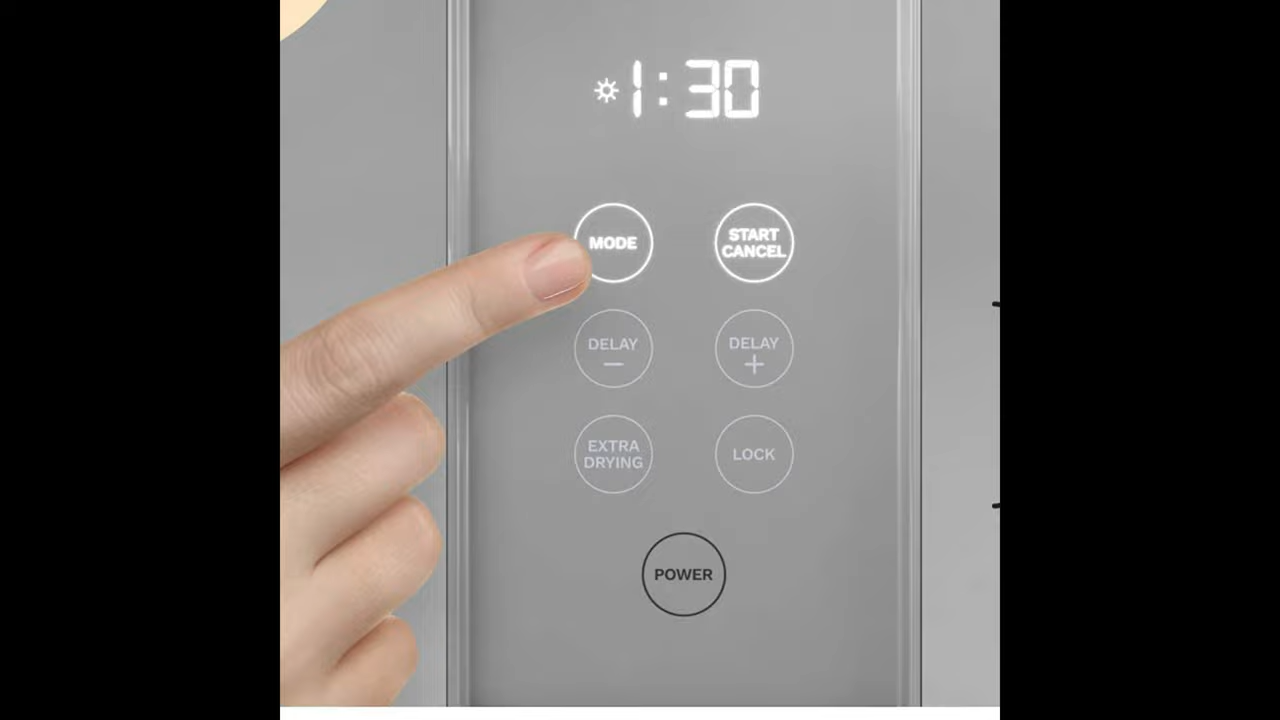 1:30
MODE
START
CANCEL
DELAY
−
DELAY
+
EXTRA
DRYING
LOCK
POWER